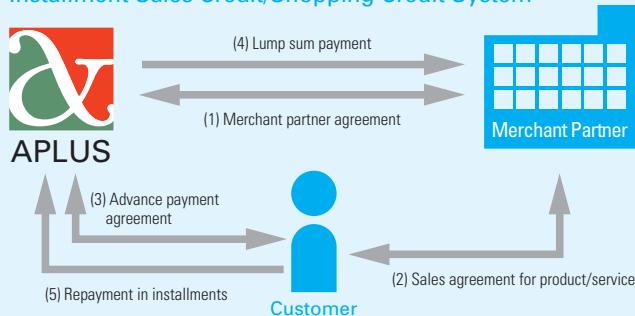 Installment Sales Credit/Shopping Credit System
(4) Lump sum payment
(1) Merchant partner agreement
&
APLUS
Merchant Partner
(3) Advance payment
agreement
(2) Sales agreement for product/service
(5) Repayment in installments
Customer